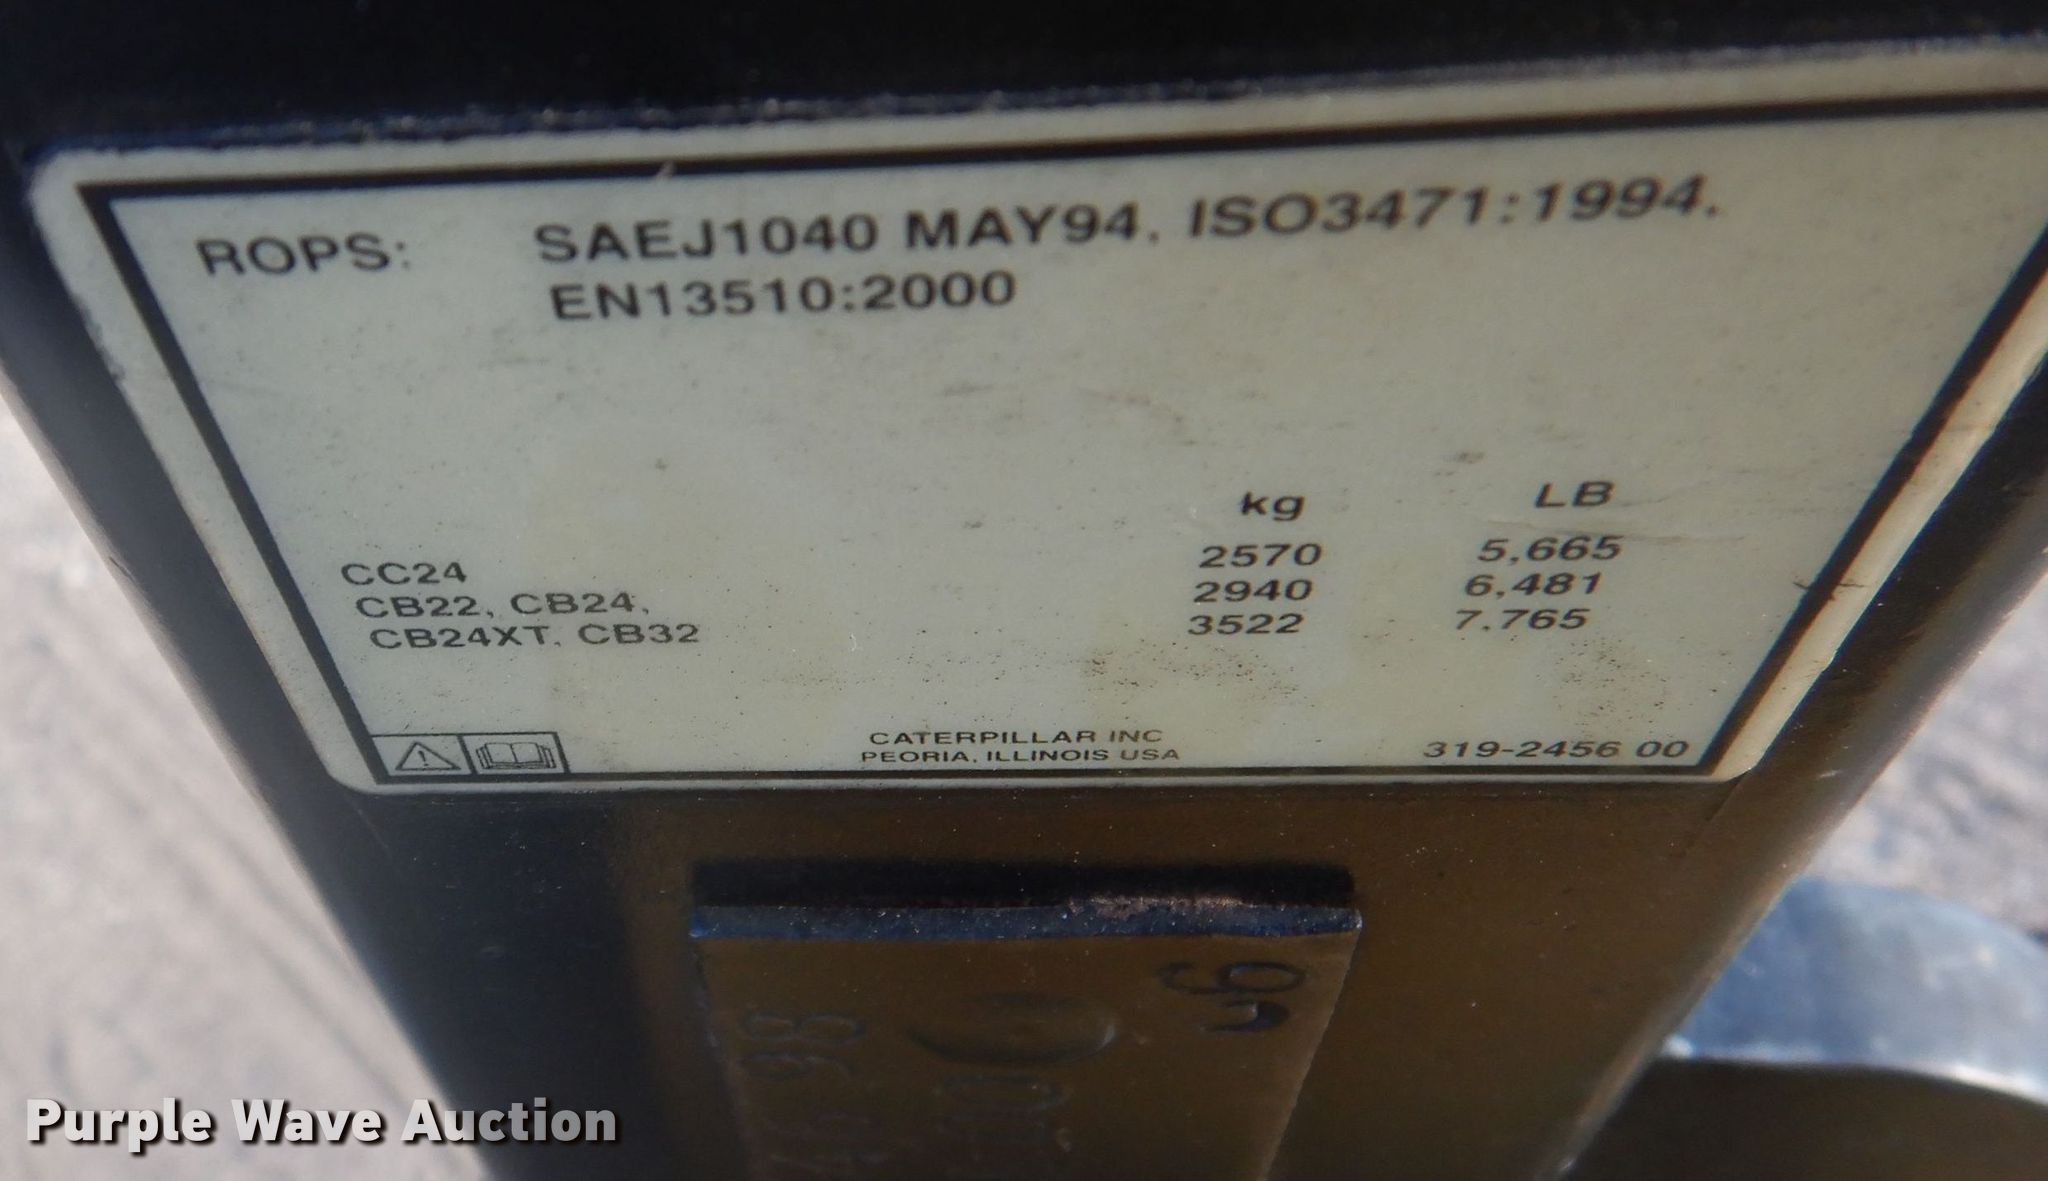 ROPS: SAEJ1040 MAY94, ISO3471:1994,
EN13510:2000
kg LB
CC24 2570 5,665
CB22, CB24, 2940 6,481
CB24XT, CB32 3522 7,765
CATERPILLAR INC
PEORIA, ILLINOIS USA
319-2456 00
98
Purple Wave Auction